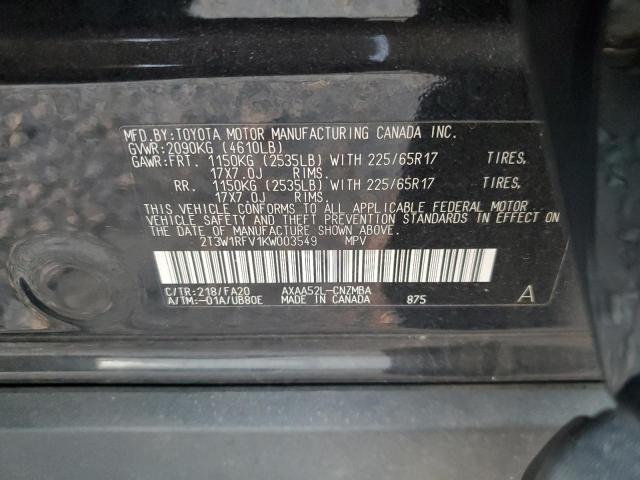 MFD.BY:TOYOTA MOTOR MANUFACTURING CANADA INC.
GVWR:2090KG (4610LB)
GAWR:FRT. 1150KG (2535LB) WITH 225/65R17 TIRES,
17X7.0J RIMS.
RR. 1150KG (2535LB) WITH 225/65R17 TIRES,
17X7.0J RIMS.
THIS VEHICLE CONFORMS TO ALL APPLICABLE FEDERAL MOTOR
VEHICLE SAFETY AND THEFT PREVENTION STANDARDS IN EFFECT ON
THE DATE OF MANUFACTURE.
2T3W1RFV1KW003549 MPV
C/TR:218/FA20 AXAA52L-CNZMBA
A/TM:-01A/UB80E MADE IN CANADA 875 A